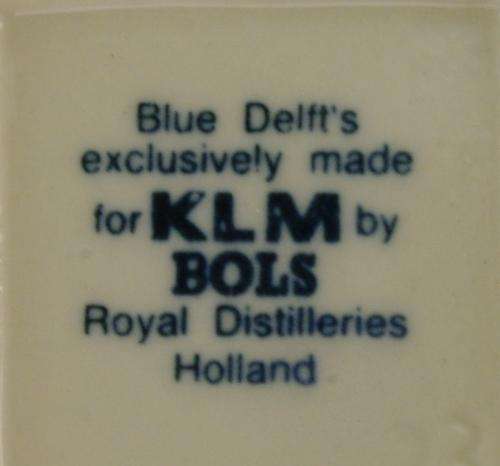 Blue Delft's
exclusively made
for KLM by
BOLS
Royal Distilleries
Holland